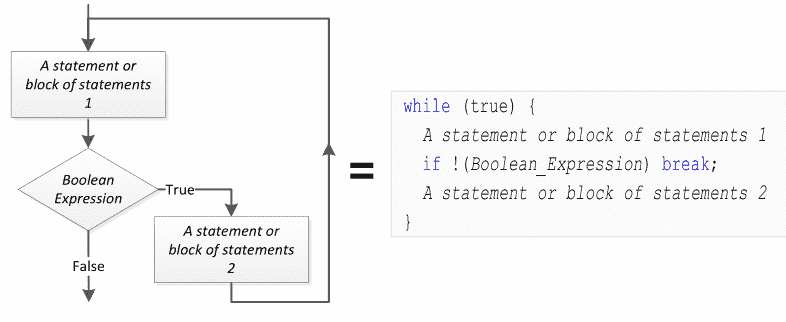 A statement or
block of statements
1
Boolean
Expression
True
A statement or
block of statements
2
False
=
while (true) {
A statement or block of statements 1
if !(Boolean_Expression) break;
A statement or block of statements 2
}